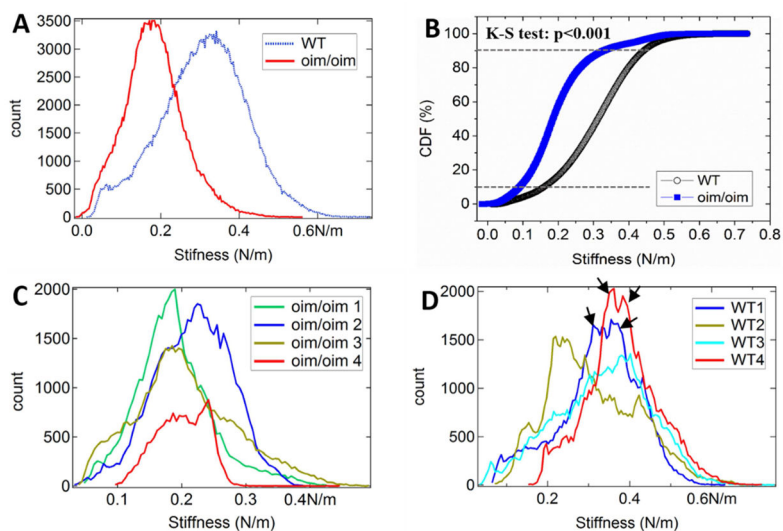 A
3500
3000
2500
2000
1500
1000
500
0
count
WT
oim/oim
0
0.2
0.4
0.6N/m
Stifness (N/m)
B
K-S test: p<0.001
100
80
60
40
20
0
CDF (%)
WT
oim/oim
0.0 0.1 0.2 0.3 0.4 0.5 0.6 0.7 0.8
Stiffness (N/m)
C
2000
1500
1000
500
0
count
oim/oim 1
oim/oim 2
oim/oim 3
oim/oim 4
0.1
0.2
0.3
0.4N/m
Stiffness (N/m)
D
2000
1500
1000
500
0
count
WT1
WT2
WT3
WT4
0.2
0.4
0.6N/m
Stiffness (N/m)